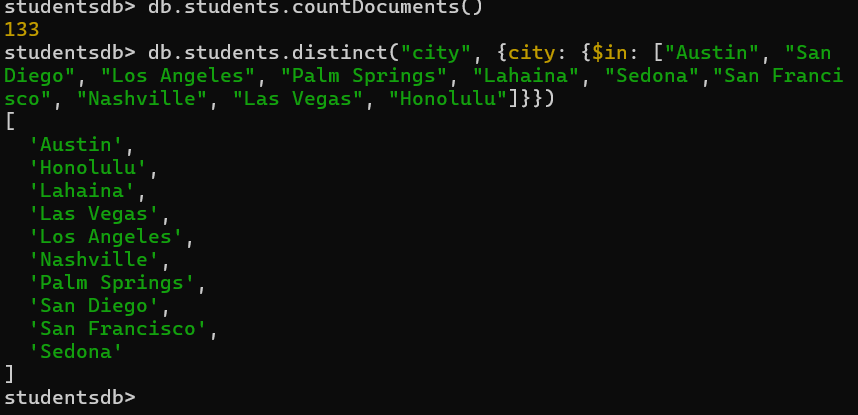 studentsdb> db.students.countDocuments()
133
studentsdb> db.students.distinct("city", {city: {$in: ["Austin", "San
Diego", "Los Angeles", "Palm Springs", "Lahaina", "Sedona","San Franci
sco", "Nashville", "Las Vegas", "Honolulu"]}})
[
  'Austin',
  'Honolulu',
  'Lahaina',
  'Las Vegas',
  'Los Angeles',
  'Nashville',
  'Palm Springs',
  'San Diego',
  'San Francisco',
  'Sedona'
]
studentsdb>